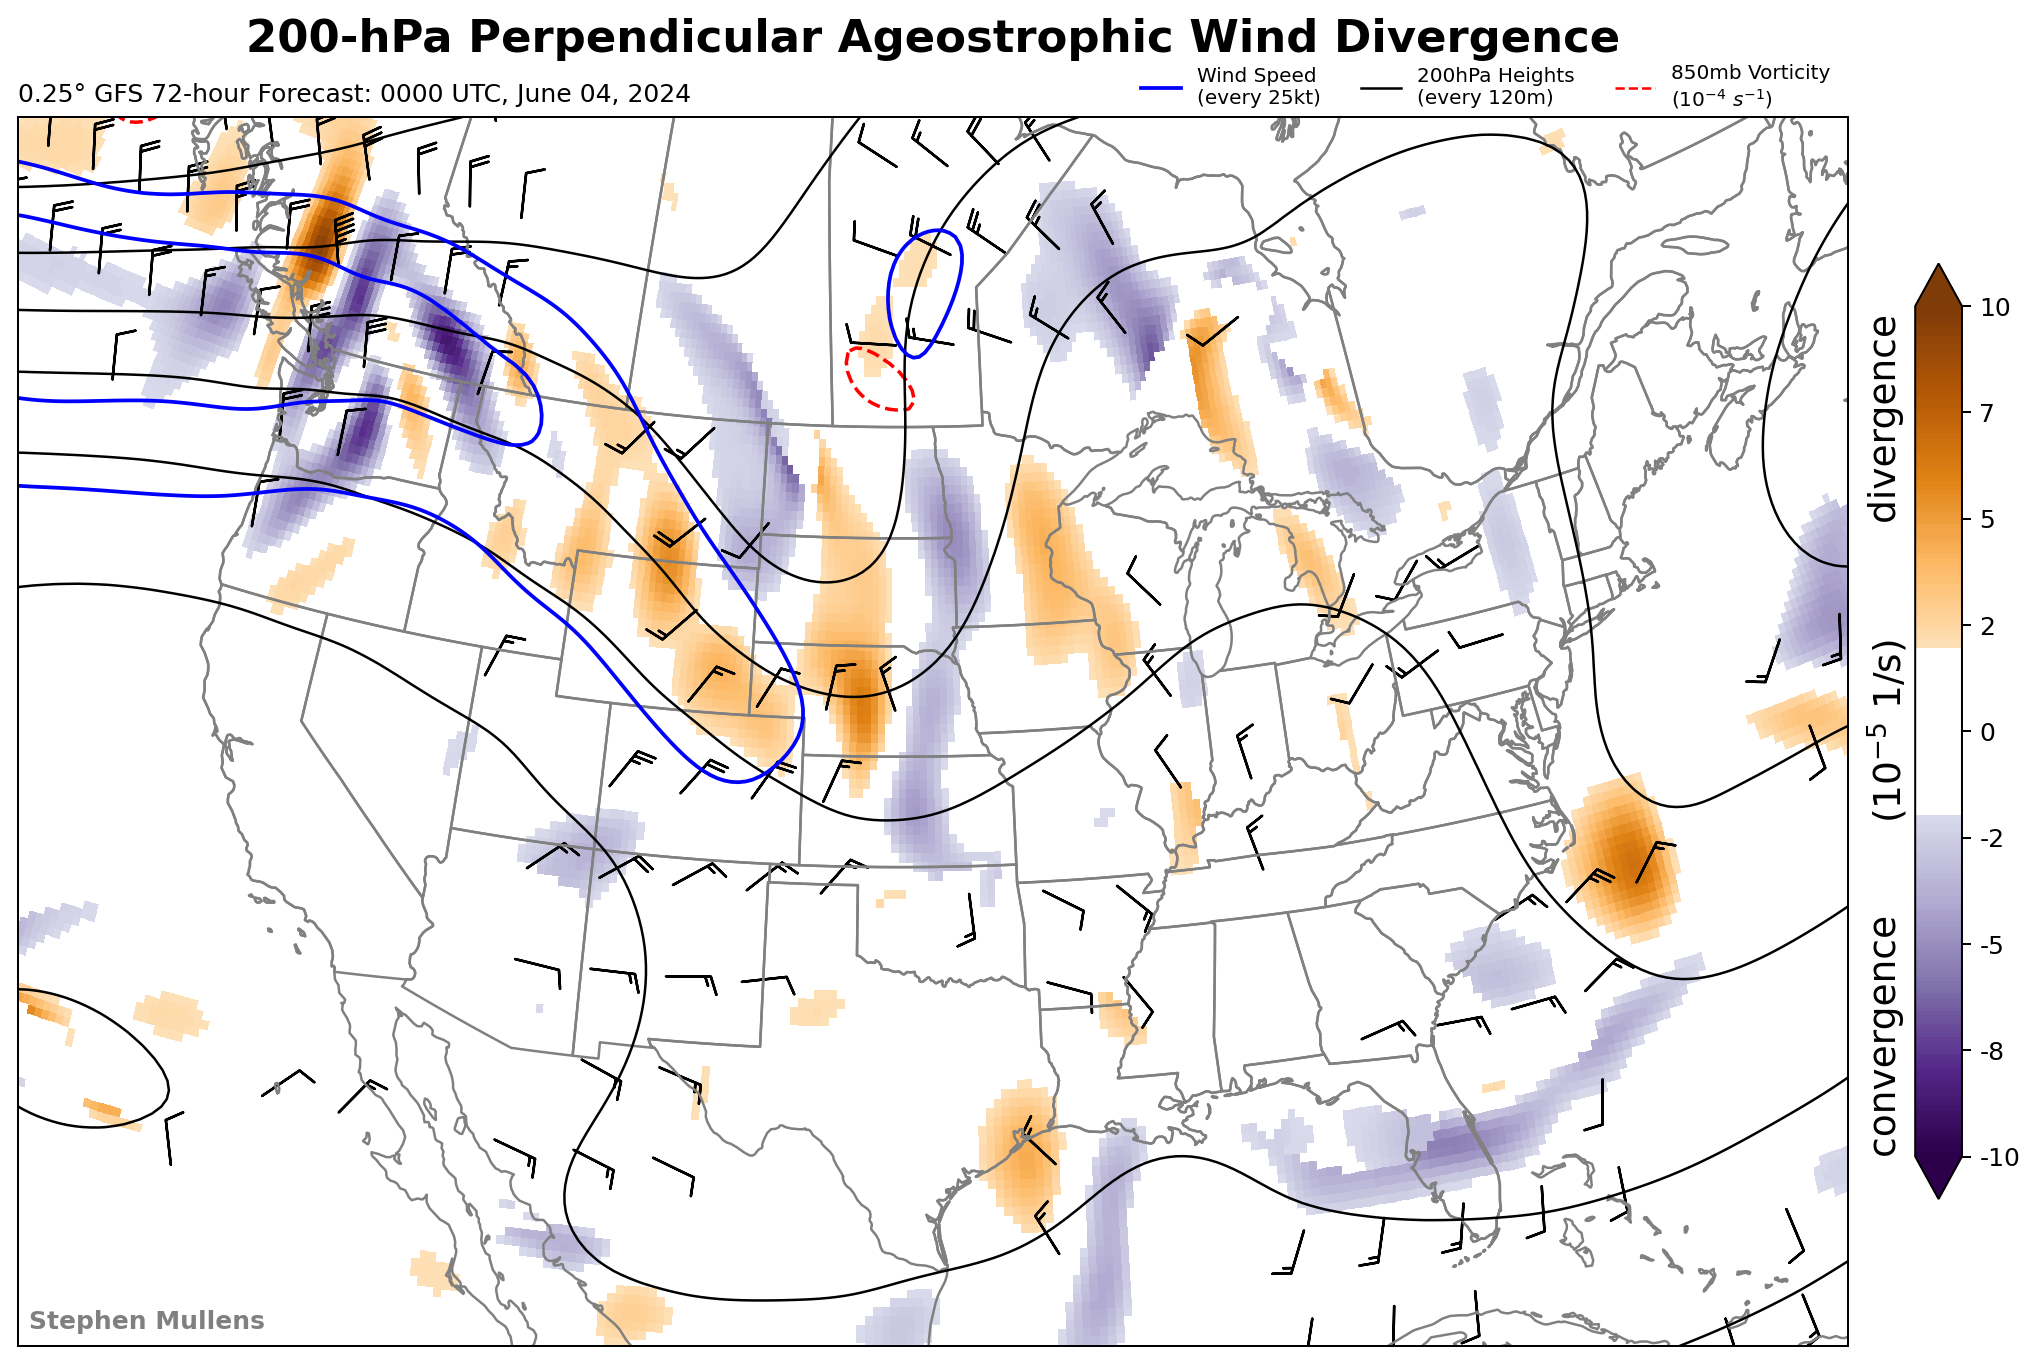 200-hPa Perpendicular Ageostrophic Wind Divergence
0.25° GFS 72-hour Forecast: 0000 UTC, June 04, 2024
Wind Speed
(every 25kt)
200hPa Heights
(every 120m)
850mb Vorticity
(10⁻⁴ s⁻¹)
10
7
5
2
0
-2
-5
-8
-10
convergence (10⁻⁵ 1/s) divergence
Stephen Mullens